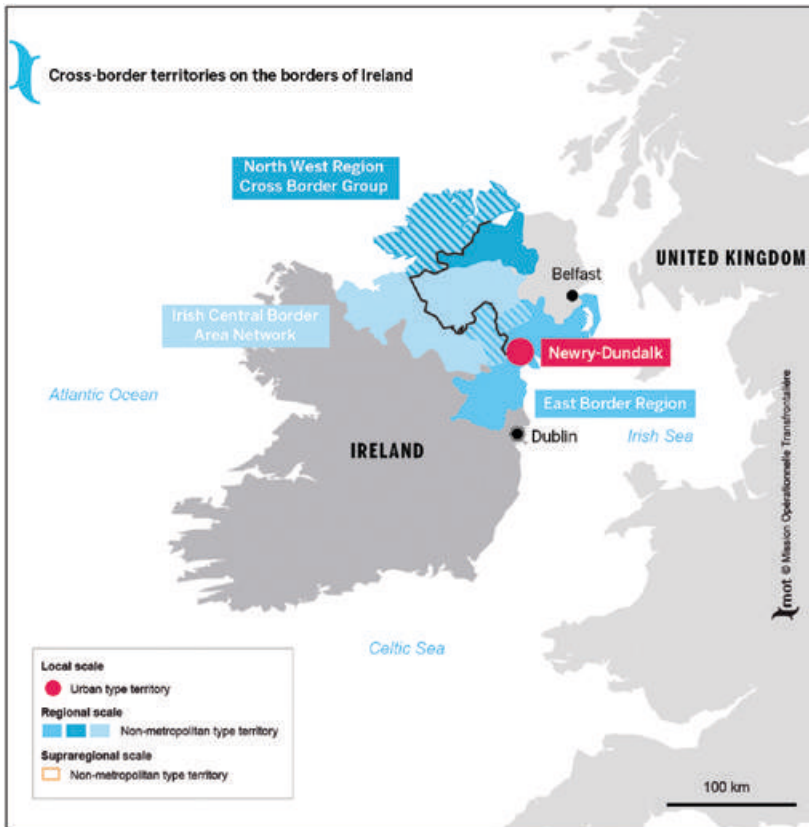 Cross-border territories on the borders of Ireland
North West Region
Cross Border Group
UNITED KINGDOM
Belfast
Irish Central Border
Area Network
Newry-Dundalk
Atlantic Ocean
East Border Region
Dublin
Irish Sea
IRELAND
mot © Mission Opérationnelle Transfrontalière
Celtic Sea
Local scale
Urban type territory
Regional scale
Non-metropolitan type territory
Supraregional scale
Non-metropolitan type territory
100 km